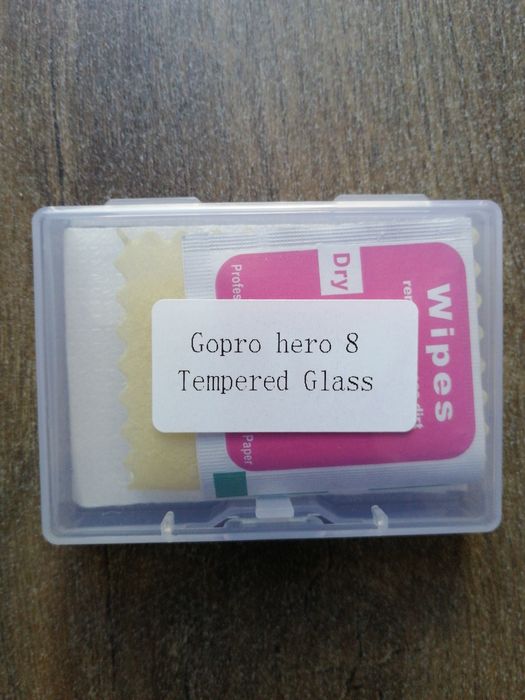 Gopro hero 8
Tempered Glass
Wipes
Dry
Paper